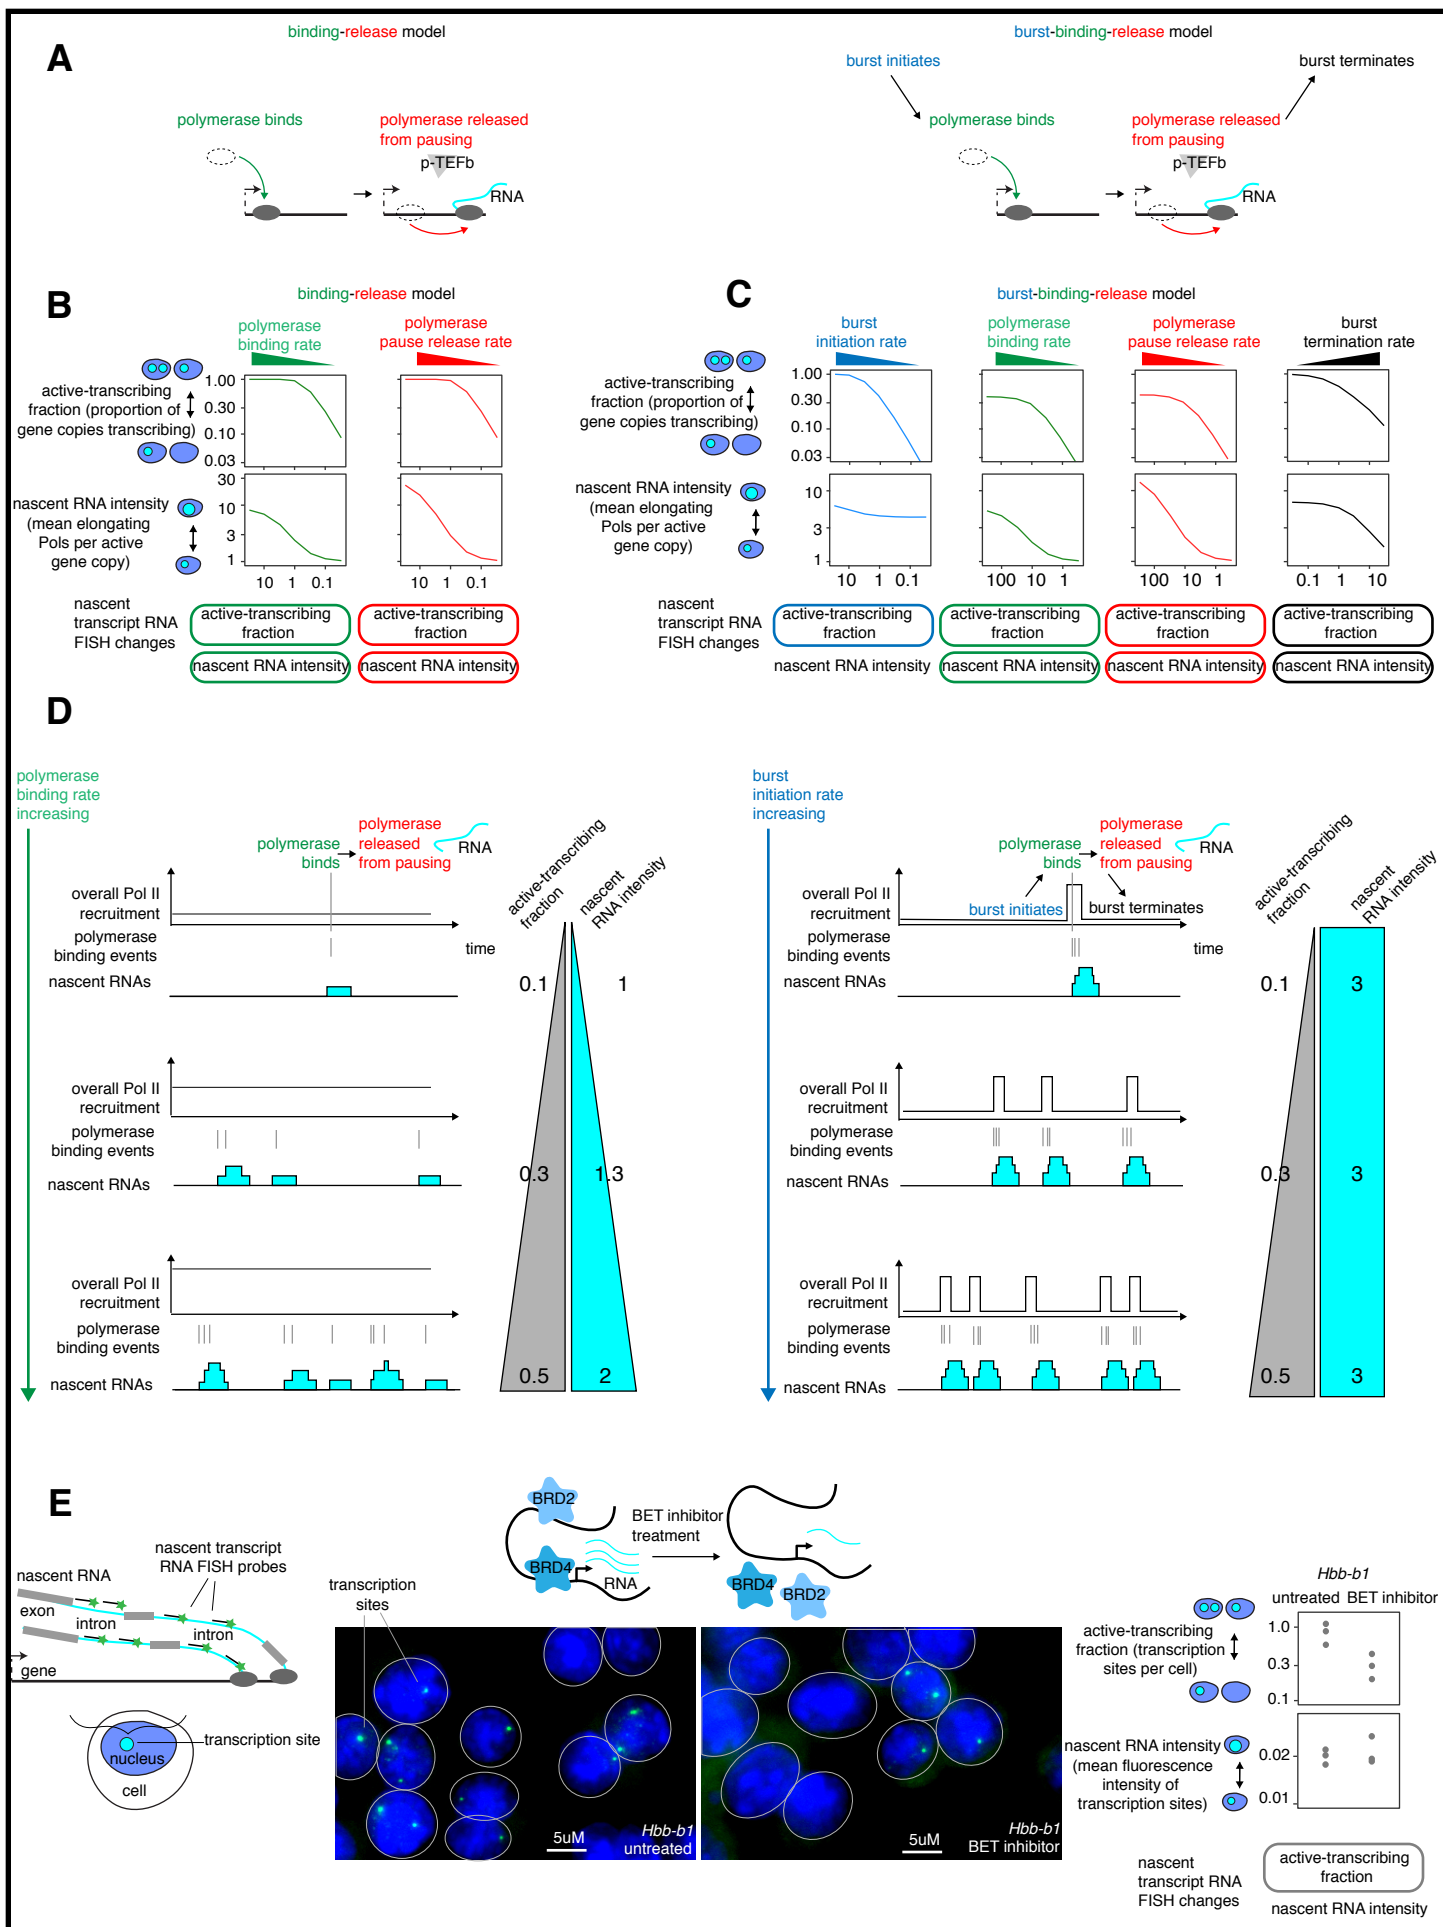 A
binding-release model
polymerase binds
polymerase released
from pausing
p-TEFb
RNA
burst-binding-release model
burst initiates
burst terminates
polymerase binds
polymerase released
from pausing
p-TEFb
RNA
B
binding-release model
polymerase
binding rate
polymerase
pause release rate
active-transcribing
fraction (proportion of
gene copies transcribing)
1.00
0.30
0.10
0.03
nascent RNA intensity
(mean elongating
Pols per active
gene copy)
30
10
3
1
10 1 0.1
10 1 0.1
nascent
transcript RNA
FISH changes
active-transcribing
fraction
nascent RNA intensity
active-transcribing
fraction
nascent RNA intensity
C
burst-binding-release model
burst
initiation rate
polymerase
binding rate
polymerase
pause release rate
burst
termination rate
active-transcribing
fraction (proportion of
gene copies transcribing)
1.00
0.30
0.10
0.03
nascent RNA intensity
(mean elongating
Pols per active
gene copy)
10
3
1
10 1 0.1
100 10 1
100 10 1
0.1 1 10
nascent
transcript RNA
FISH changes
active-transcribing
fraction
nascent RNA intensity
active-transcribing
fraction
nascent RNA intensity
active-transcribing
fraction
nascent RNA intensity
active-transcribing
fraction
nascent RNA intensity
D
polymerase
binding rate
increasing
polymerase
binds
polymerase
released
from pausing
RNA
active-transcribing
fraction
nascent
RNA intensity
overall Pol II
recruitment
polymerase
binding events
time
nascent RNAs
0.1
1
overall Pol II
recruitment
polymerase
binding events
nascent RNAs
0.3
1.3
overall Pol II
recruitment
polymerase
binding events
nascent RNAs
0.5
2
burst
initiation rate
increasing
polymerase
binds
polymerase
released
from pausing
RNA
burst initiates
burst terminates
active-transcribing
fraction
nascent
RNA intensity
overall Pol II
recruitment
polymerase
binding events
time
nascent RNAs
0.1
3
overall Pol II
recruitment
polymerase
binding events
nascent RNAs
0.3
3
overall Pol II
recruitment
polymerase
binding events
nascent RNAs
0.5
3
E
nascent transcript
RNA FISH probes
nascent RNA
exon
intron
intron
gene
transcription site
nucleus
cell
BRD2
BRD4
RNA
BET inhibitor
treatment
BRD4
BRD2
transcription
sites
5uM
Hbb-b1
untreated
5uM
Hbb-b1
BET inhibitor
Hbb-b1
untreated BET inhibitor
active-transcribing
fraction (transcription
sites per cell)
1.0
0.3
0.1
nascent RNA intensity
(mean fluorescence
intensity of
transcription sites)
0.02
0.01
nascent
transcript RNA
FISH changes
active-transcribing
fraction
nascent RNA intensity